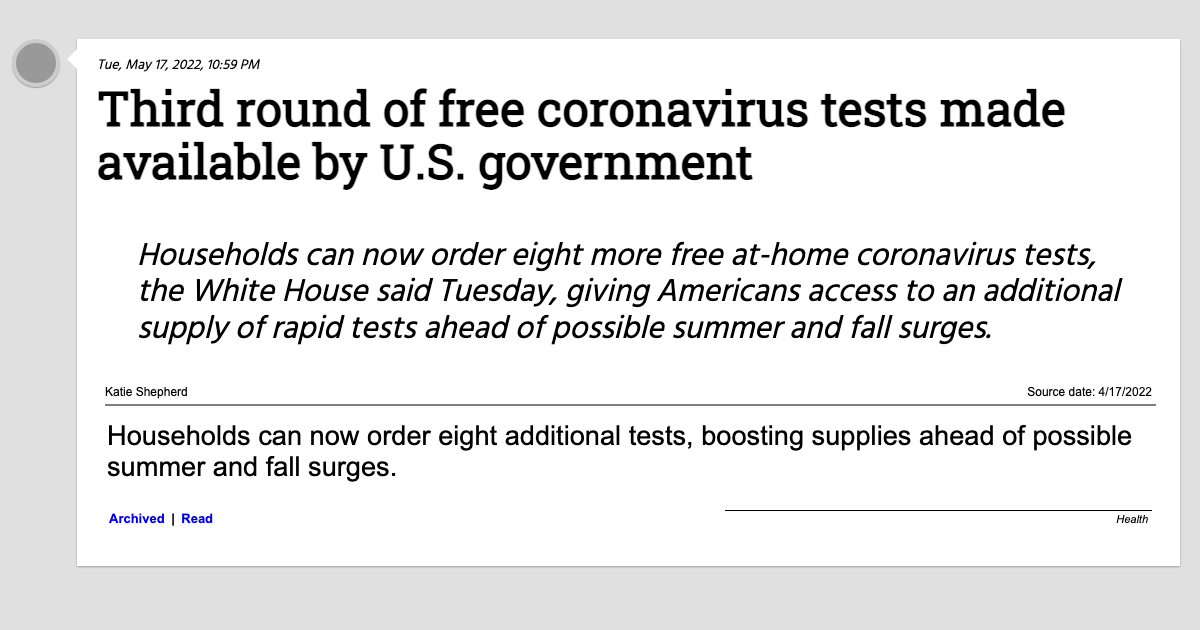 Tue, May 17, 2022, 10:59 PM
Third round of free coronavirus tests made
available by U.S. government
Households can now order eight more free at-home coronavirus tests,
the White House said Tuesday, giving Americans access to an additional
supply of rapid tests ahead of possible summer and fall surges.
Katie Shepherd
Source date: 4/17/2022
Households can now order eight additional tests, boosting supplies ahead of possible
summer and fall surges.
Archived | Read
Health